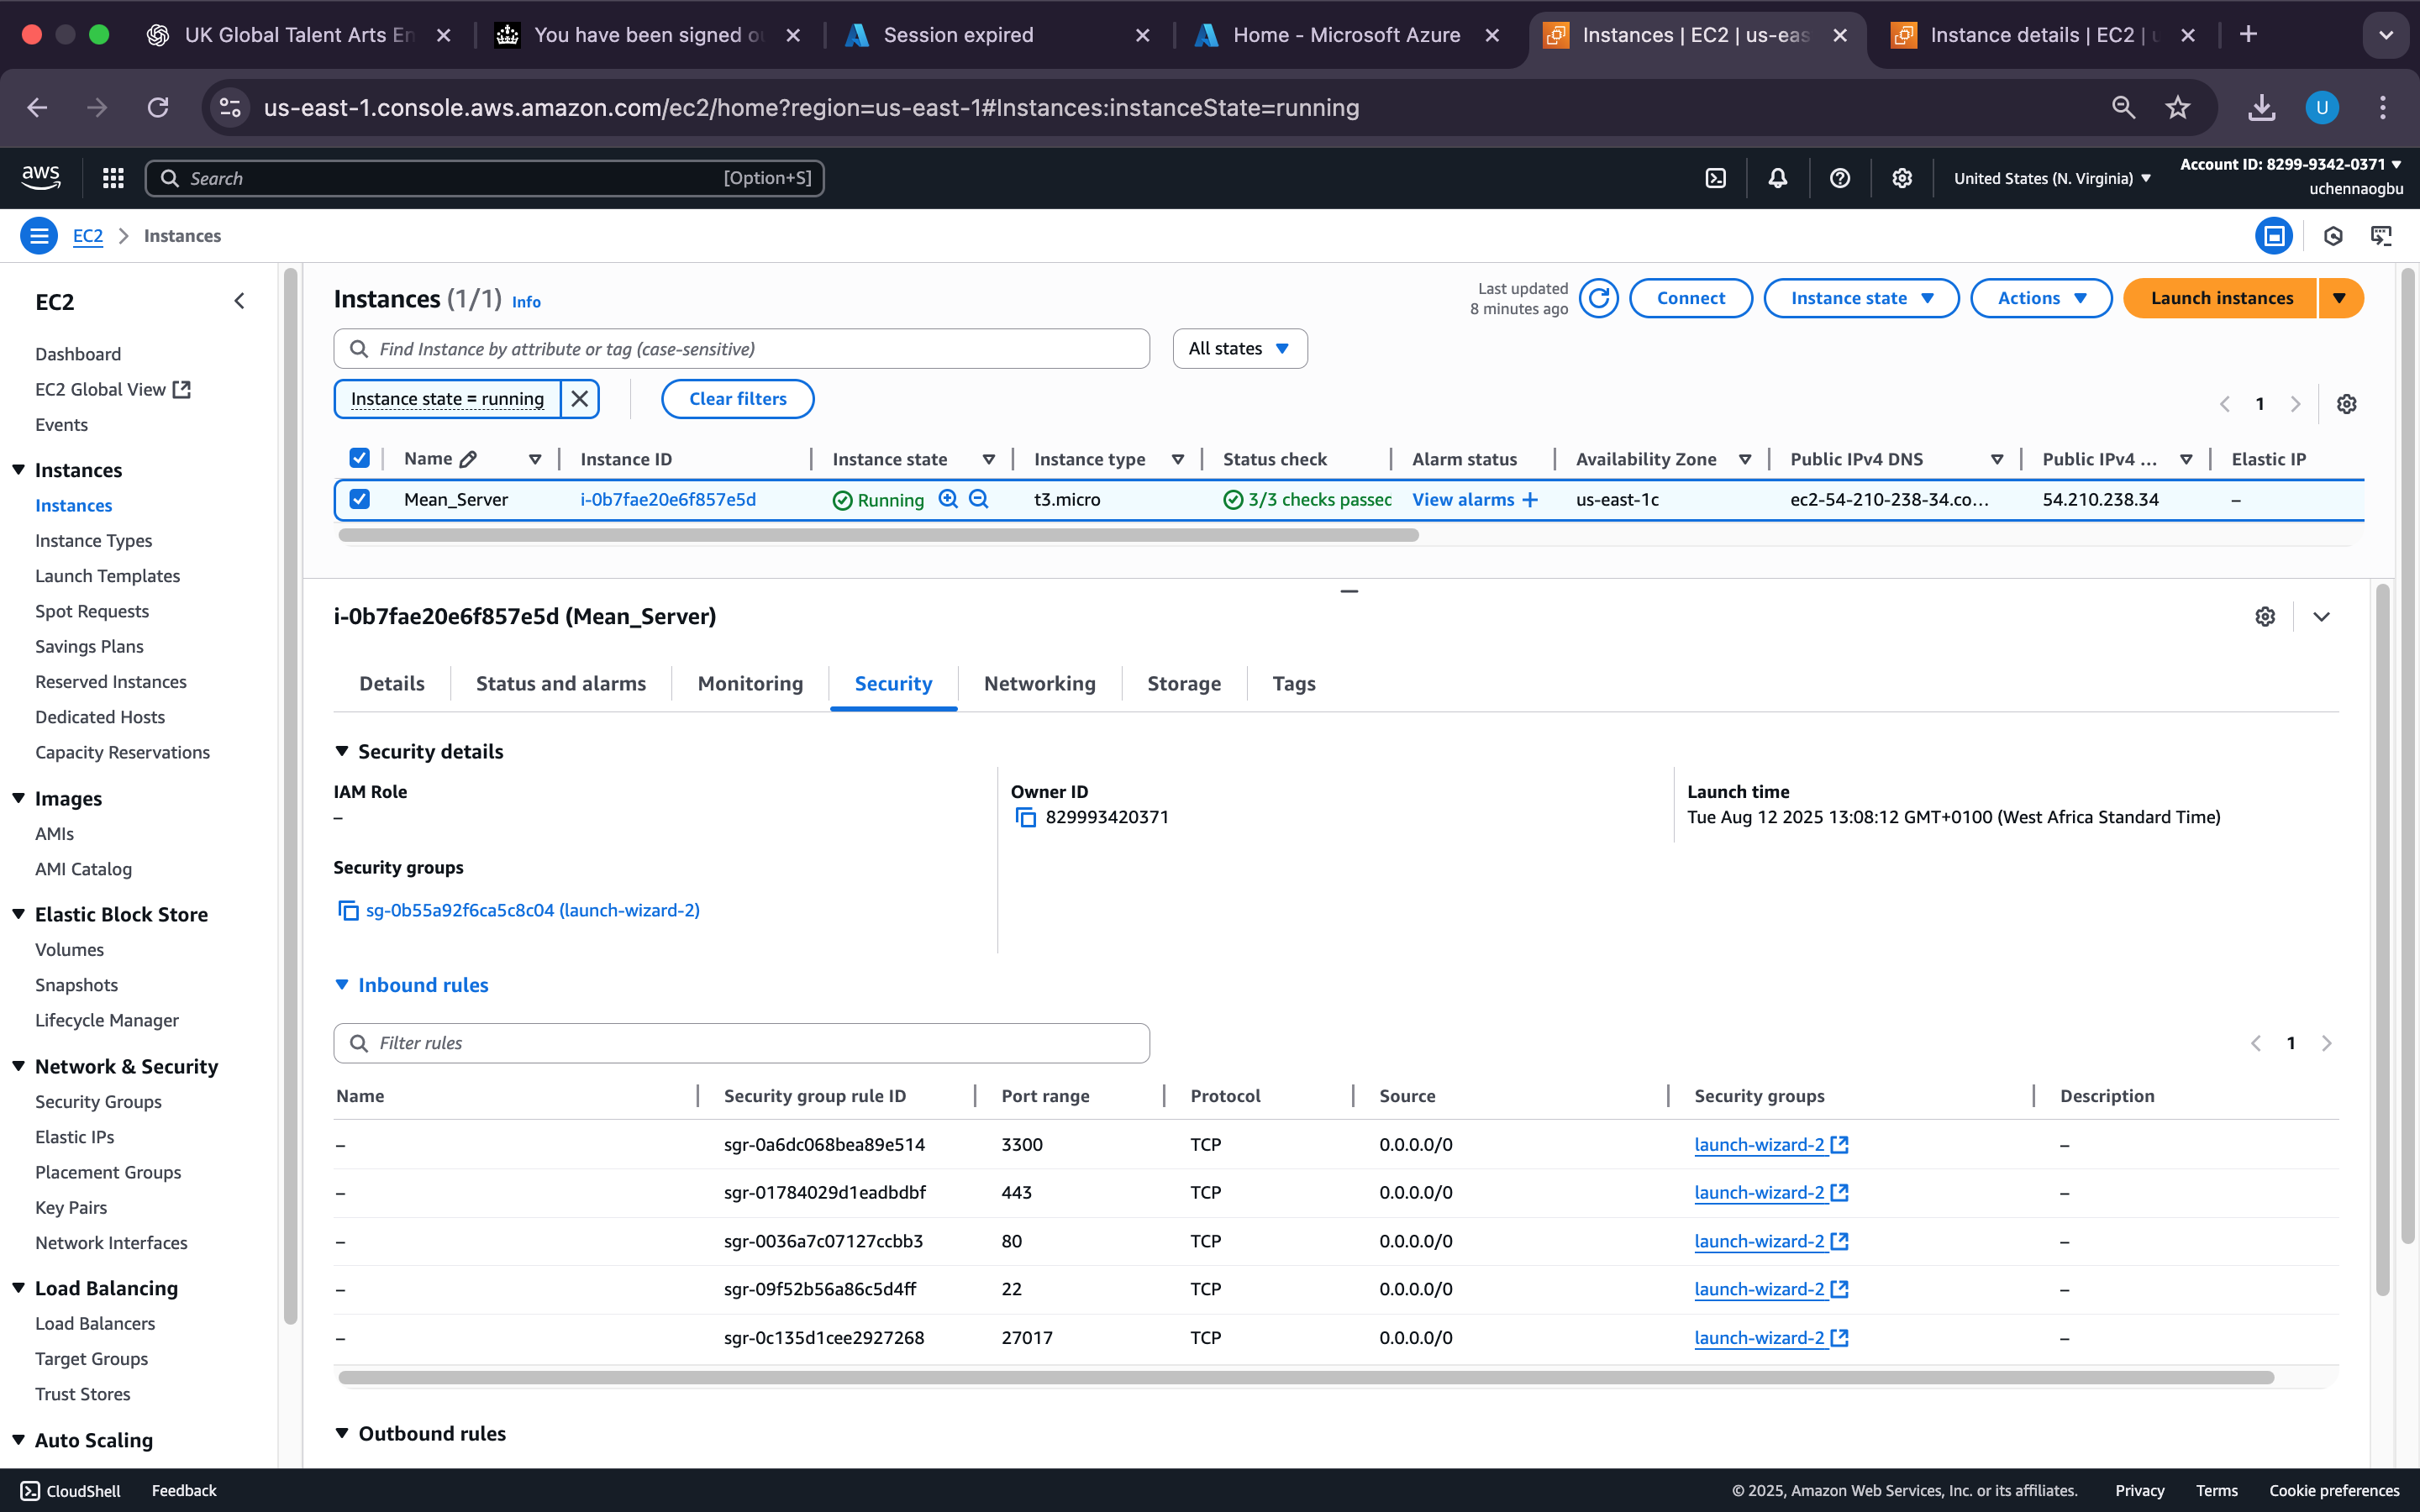 UK Global Talent Arts En
You have been signed o
Session expired
Home - Microsoft Azure
Instances | EC2 | us-eas
Instance details | EC2 |
us-east-1.console.aws.amazon.com/ec2/home?region=us-east-1#Instances:instanceState=running
U
aws
Search
[Option+S]
United States (N. Virginia)
Account ID: 8299-9342-0371
uchennaogbu
EC2
Instances
EC2
Dashboard
EC2 Global View
Events
Instances
Instances
Instance Types
Launch Templates
Spot Requests
Savings Plans
Reserved Instances
Dedicated Hosts
Capacity Reservations
Images
AMIs
AMI Catalog
Elastic Block Store
Volumes
Snapshots
Lifecycle Manager
Network & Security
Security Groups
Elastic IPs
Placement Groups
Key Pairs
Network Interfaces
Load Balancing
Load Balancers
Target Groups
Trust Stores
Auto Scaling
Instances (1/1) Info
Last updated
8 minutes ago
Connect
Instance state
Actions
Launch instances
Find Instance by attribute or tag (case-sensitive)
All states
Instance state = running
Clear filters
1
Name Instance ID Instance state Instance type Status check Alarm status Availability Zone Public IPv4 DNS Public IPv4 ... Elastic IP
Mean_Server i-0b7fae20e6f857e5d Running t3.micro 3/3 checks passec View alarms + us-east-1c ec2-54-210-238-34.co... 54.210.238.34 –
i-0b7fae20e6f857e5d (Mean_Server)
Details Status and alarms Monitoring Security Networking Storage Tags
Security details
IAM Role
–
Owner ID
829993420371
Launch time
Tue Aug 12 2025 13:08:12 GMT+0100 (West Africa Standard Time)
Security groups
sg-0b55a92f6ca5c8c04 (launch-wizard-2)
Inbound rules
Filter rules
1
Name Security group rule ID Port range Protocol Source Security groups Description
– sgr-0a6dc068bea89e514 3300 TCP 0.0.0.0/0 launch-wizard-2 –
– sgr-01784029d1eadbdbf 443 TCP 0.0.0.0/0 launch-wizard-2 –
– sgr-0036a7c07127ccbb3 80 TCP 0.0.0.0/0 launch-wizard-2 –
– sgr-09f52b56a86c5d4ff 22 TCP 0.0.0.0/0 launch-wizard-2 –
– sgr-0c135d1cee2927268 27017 TCP 0.0.0.0/0 launch-wizard-2 –
Outbound rules
CloudShell
Feedback
© 2025, Amazon Web Services, Inc. or its affiliates.
Privacy
Terms
Cookie preferences